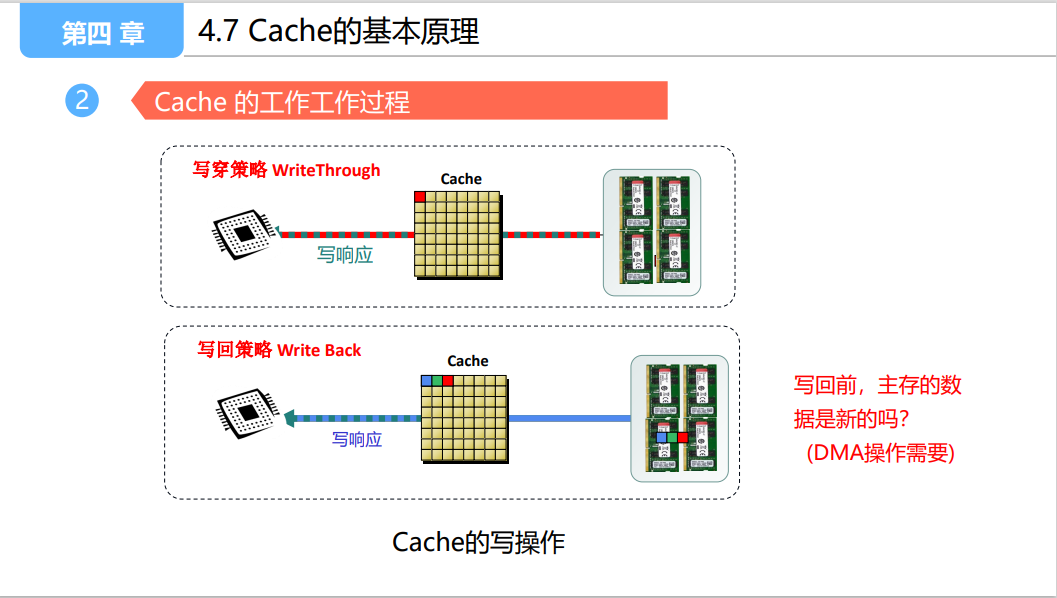 第四 章
4.7 Cache的基本原理
2
Cache 的工作工作过程
写穿策略 WriteThrough
Cache
写响应
写回策略 Write Back
Cache
写响应
写回前，主存的数
据是新的吗？
(DMA操作需要)
Cache的写操作